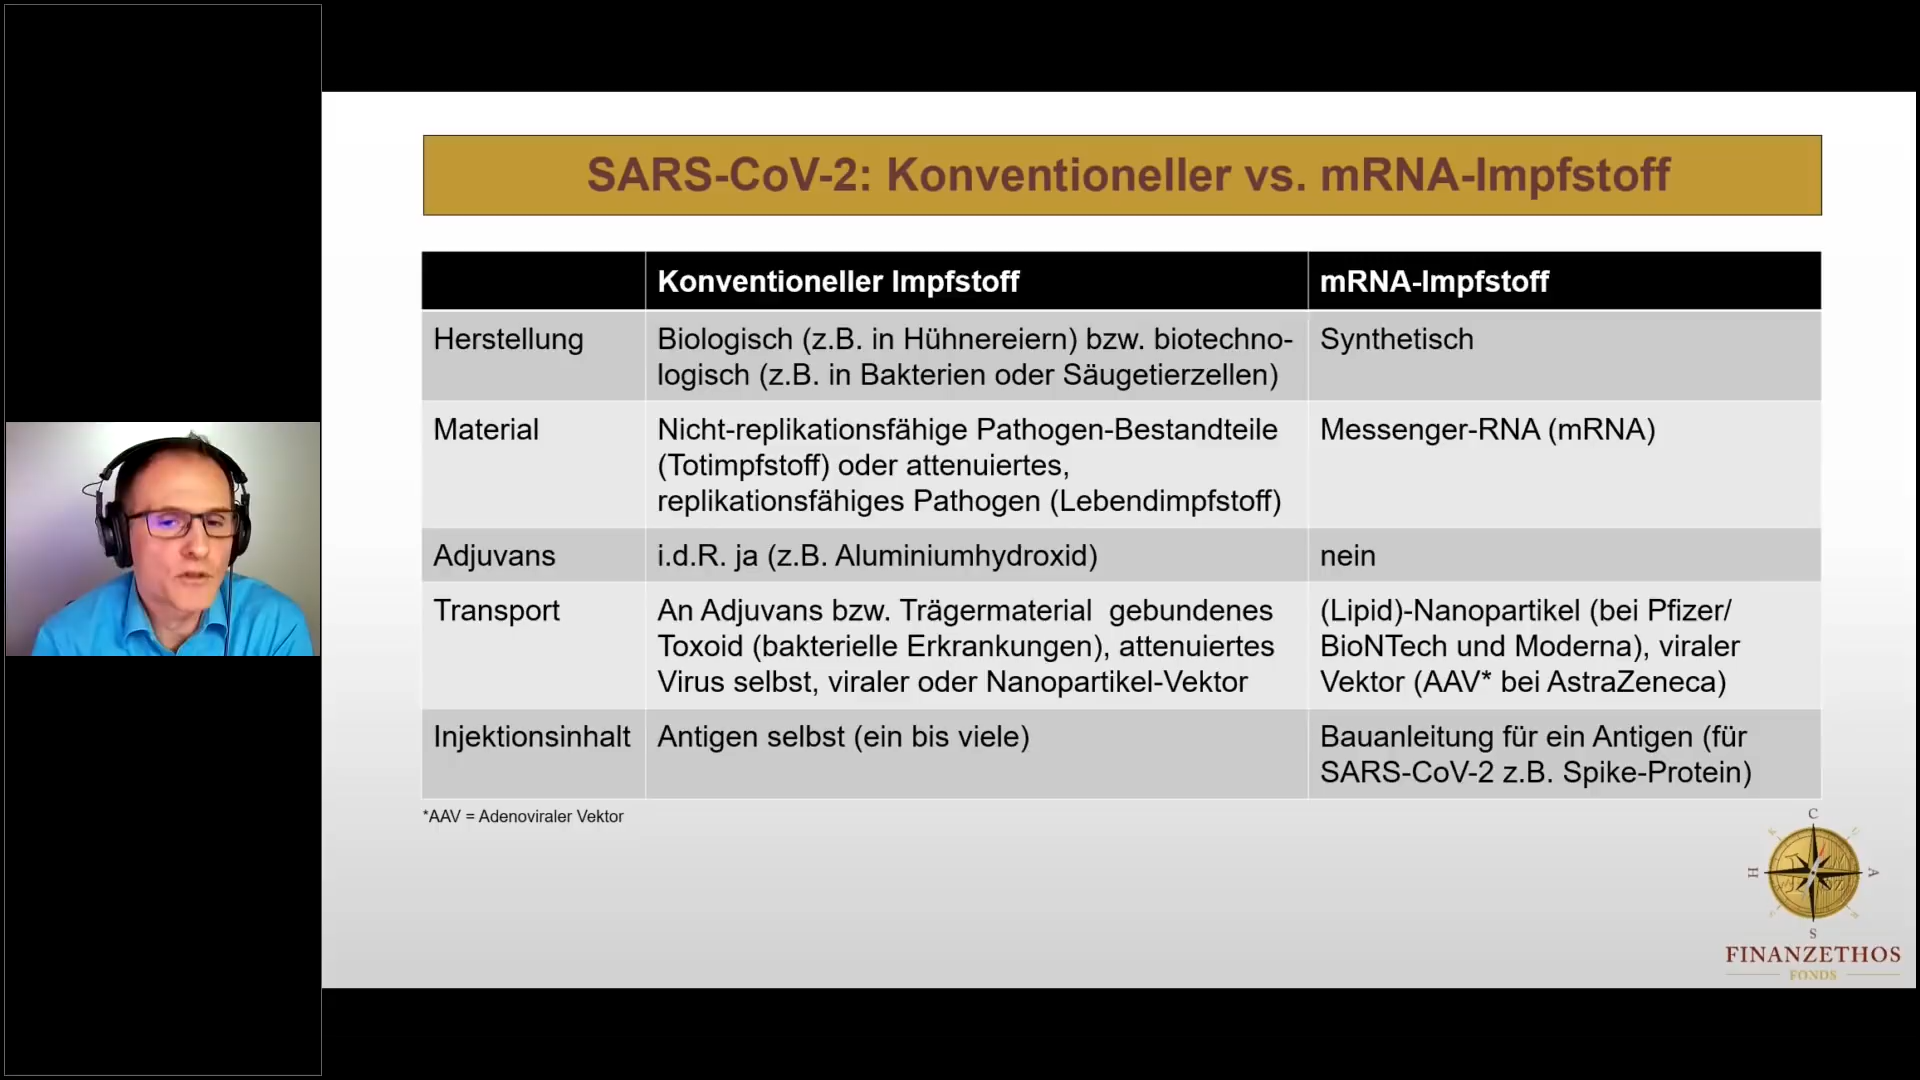 SARS-CoV-2: Konventioneller vs. mRNA-Impfstoff
Konventioneller Impfstoff
mRNA-Impfstoff
Herstellung
Biologisch (z.B. in Hühnereiern) bzw. biotechno-
logisch (z.B. in Bakterien oder Säugetierzellen)
Synthetisch
Material
Nicht-replikationsfähige Pathogen-Bestandteile
(Totimpfstoff) oder attenuiertes,
replikationsfähiges Pathogen (Lebendimpfstoff)
Messenger-RNA (mRNA)
Adjuvans
i.d.R. ja (z.B. Aluminiumhydroxid)
nein
Transport
An Adjuvans bzw. Trägermaterial gebundenes
Toxoid (bakterielle Erkrankungen), attenuiertes
Virus selbst, viraler oder Nanopartikel-Vektor
(Lipid)-Nanopartikel (bei Pfizer/
BioNTech und Moderna), viraler
Vektor (AAV* bei AstraZeneca)
Injektionsinhalt
Antigen selbst (ein bis viele)
Bauanleitung für ein Antigen (für
SARS-CoV-2 z.B. Spike-Protein)
*AAV = Adenoviraler Vektor
C
H
A
S
FINANZETHOS
FONDS